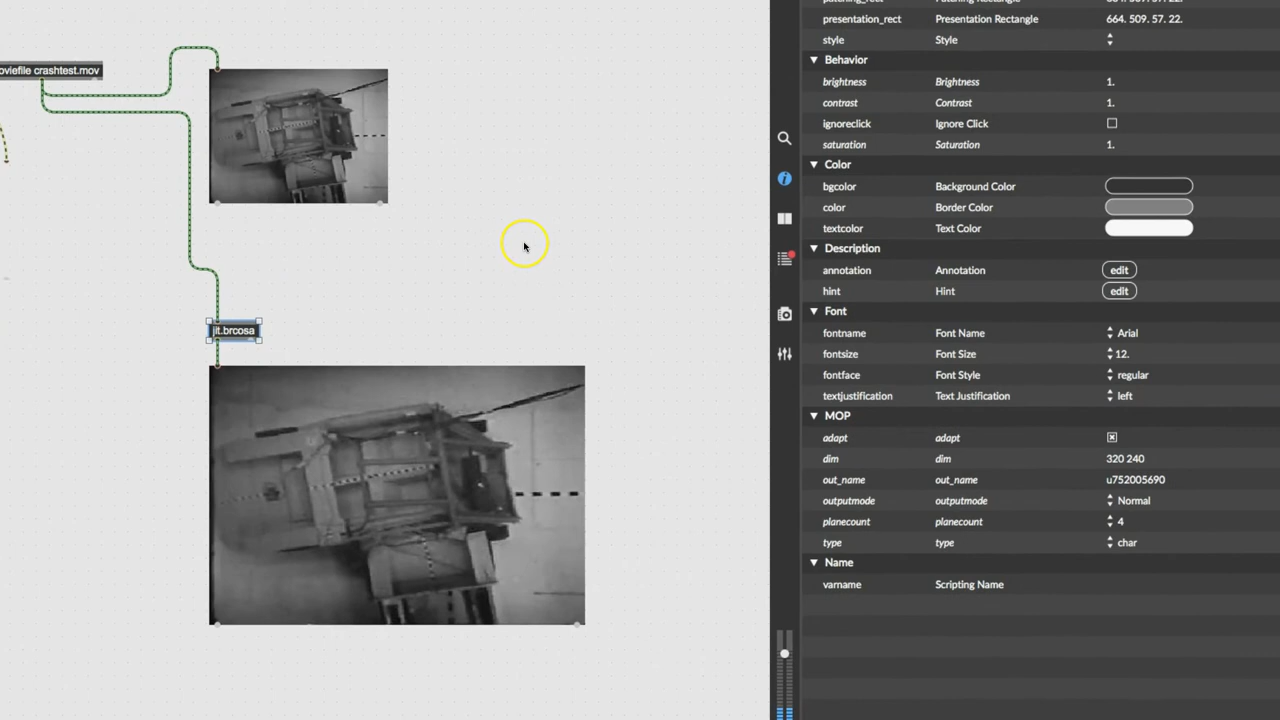 oviefile crashtest.mov
jit.brcosa
presentation_rect Presentation Rectangle 664. 509. 57. 22.
style Style
Behavior
brightness Brightness 1.
contrast Contrast 1.
ignoreclick Ignore Click
saturation Saturation 1.
Color
bgcolor Background Color
color Border Color
textcolor Text Color
Description
annotation Annotation edit
hint Hint edit
Font
fontname Font Name Arial
fontsize Font Size 12.
fontface Font Style regular
textjustification Text Justification left
MOP
adapt adapt
dim dim 320 240
out_name out_name u752005690
outputmode outputmode Normal
planecount planecount 4
type type char
Name
varname Scripting Name